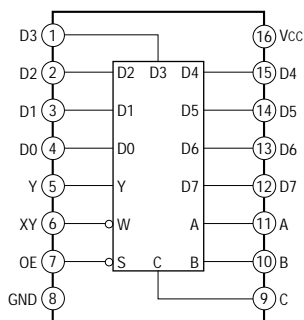 D3 1 16 VCC
D2 2 D2 D3 D4 15 D4
D1 3 D1 D5 14 D5
D0 4 D0 D6 13 D6
Y 5 Y D7 12 D7
XY 6 W A 11 A
OE 7 S C B 10 B
GND 8 9 C